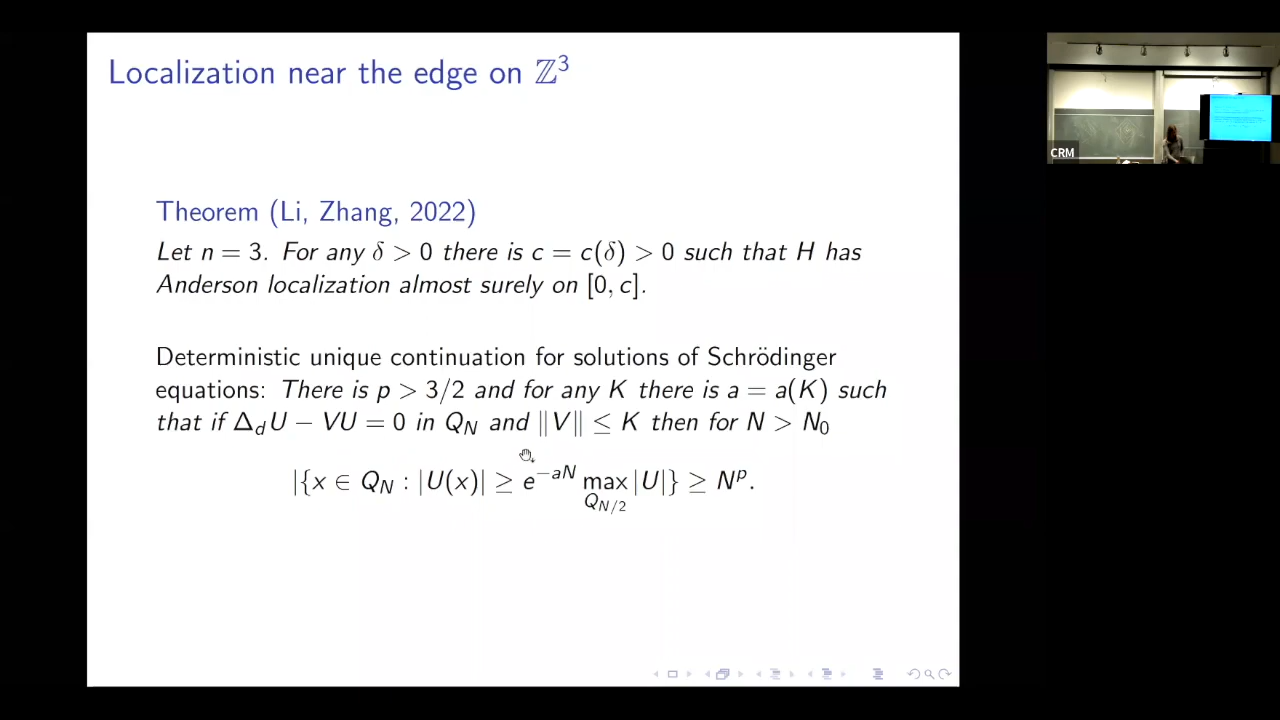 Localization near the edge on ℤ³
CRM
Theorem (Li, Zhang, 2022)
Let n = 3. For any δ > 0 there is c = c(δ) > 0 such that H has
Anderson localization almost surely on [0, c].
Deterministic unique continuation for solutions of Schrödinger
equations: There is p > 3/2 and for any K there is a = a(K) such
that if Δ_d U − VU = 0 in Q_N and ‖V‖ ≤ K then for N > N₀
|{x ∈ Q_N : |U(x)| ≥ e^{−aN} max_{Q_{N/2}} |U|}| ≥ N^p.